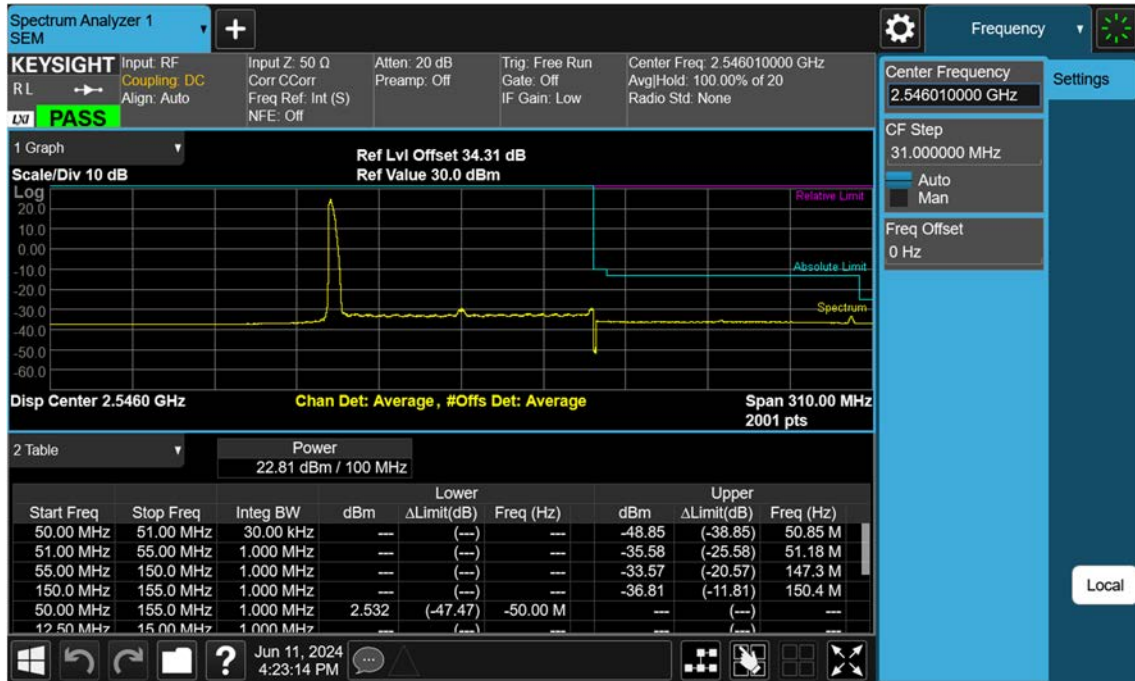 Spectrum Analyzer 1
SEM
Frequency
KEYSIGHT
R L
LXI
PASS
Input: RF
Coupling: DC
Align: Auto
Input Z: 50 Ω
Corr CCorr
Freq Ref: Int (S)
NFE: Off
Atten: 20 dB
Preamp: Off
Trig: Free Run
Gate: Off
IF Gain: Low
Center Freq: 2.546010000 GHz
Avg|Hold: 100.00% of 20
Radio Std: None
Center Frequency
2.546010000 GHz
Settings
CF Step
31.000000 MHz
Auto
Man
Freq Offset
0 Hz
Local
1 Graph
Scale/Div 10 dB
Ref Lvl Offset 34.31 dB
Ref Value 30.0 dBm
Log
20.0
10.0
0.00
-10.0
-20.0
-30.0
-40.0
-50.0
-60.0
Relative Limit
Absolute Limit
Spectrum
Disp Center 2.5460 GHz
Chan Det: Average, #Offs Det: Average
Span 310.00 MHz
2001 pts
2 Table
Power
22.81 dBm / 100 MHz
Lower Upper
Start Freq Stop Freq Integ BW dBm ΔLimit(dB) Freq (Hz) dBm ΔLimit(dB) Freq (Hz)
50.00 MHz 51.00 MHz 30.00 kHz --- (---) --- -48.85 (-38.85) 50.85 M
51.00 MHz 55.00 MHz 1.000 MHz --- (---) --- -35.58 (-25.58) 51.18 M
55.00 MHz 150.0 MHz 1.000 MHz --- (---) --- -33.57 (-20.57) 147.3 M
150.0 MHz 155.0 MHz 1.000 MHz --- (---) --- -36.81 (-11.81) 150.4 M
50.00 MHz 155.0 MHz 1.000 MHz 2.532 (-47.47) -50.00 M --- (---) ---
12.50 MHz 15.00 MHz 1.000 MHz --- (---) --- --- (---) ---
Jun 11, 2024
4:23:14 PM